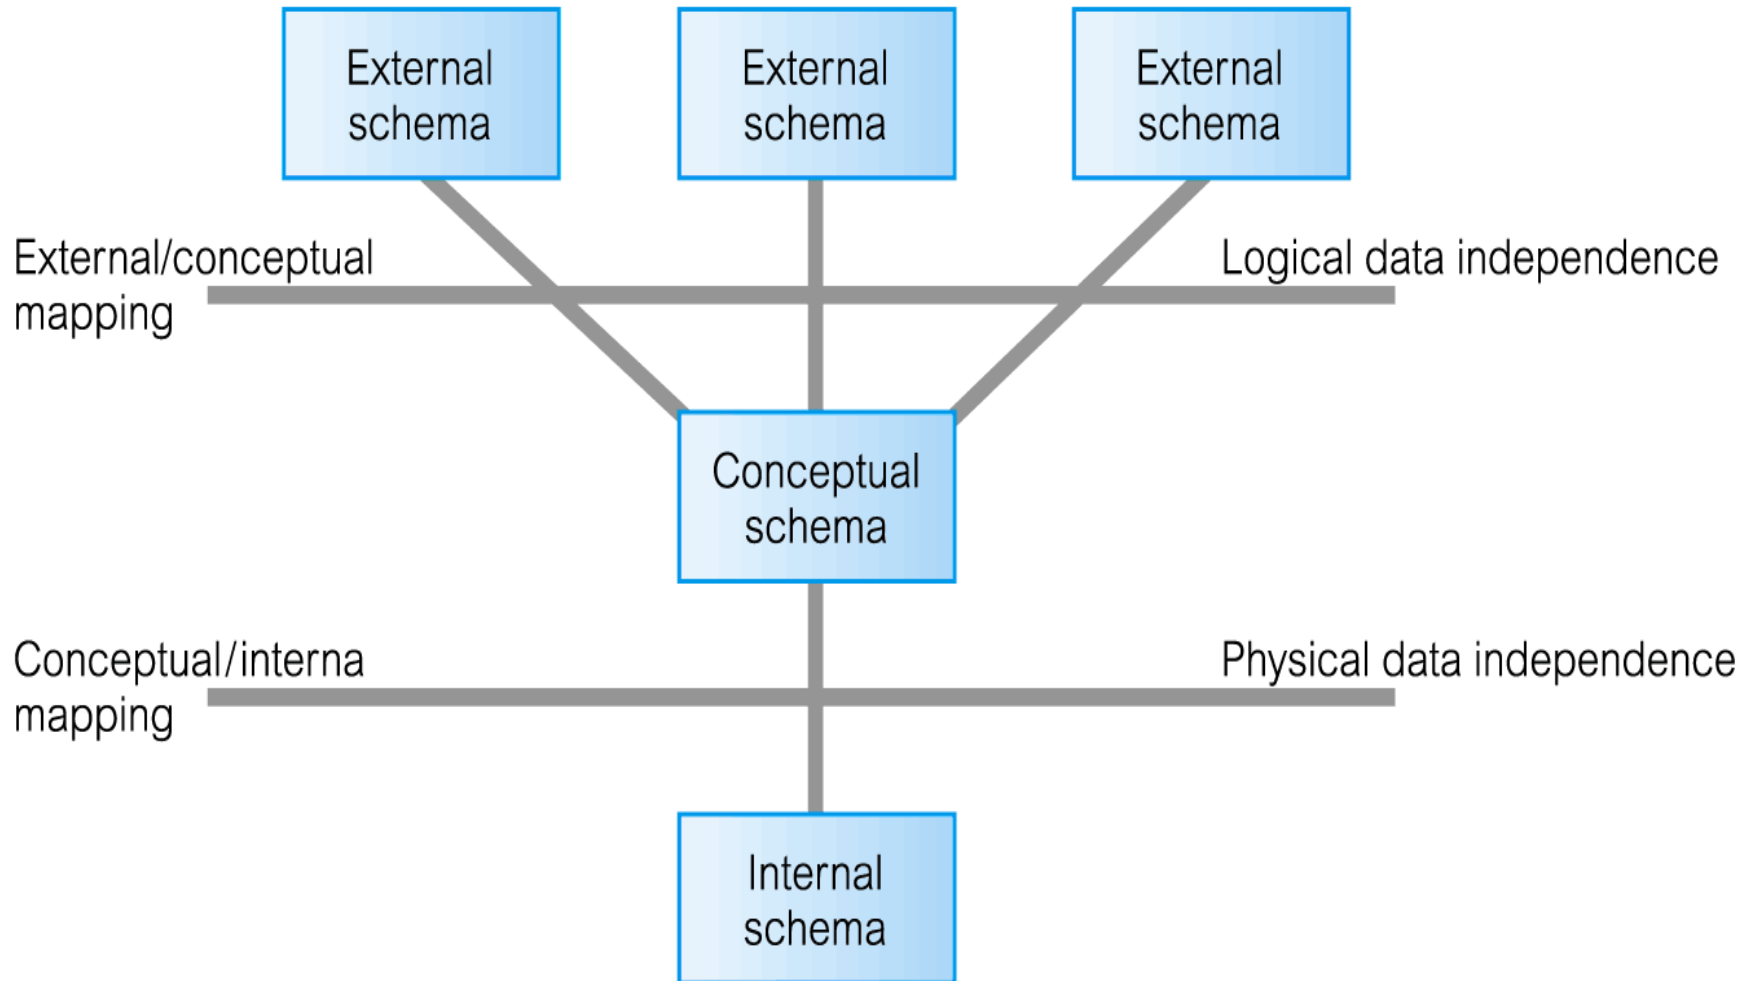 External
schema
External
schema
External
schema
External/conceptual
mapping
Logical data independence
Conceptual
schema
Conceptual/interna
mapping
Physical data independence
Internal
schema